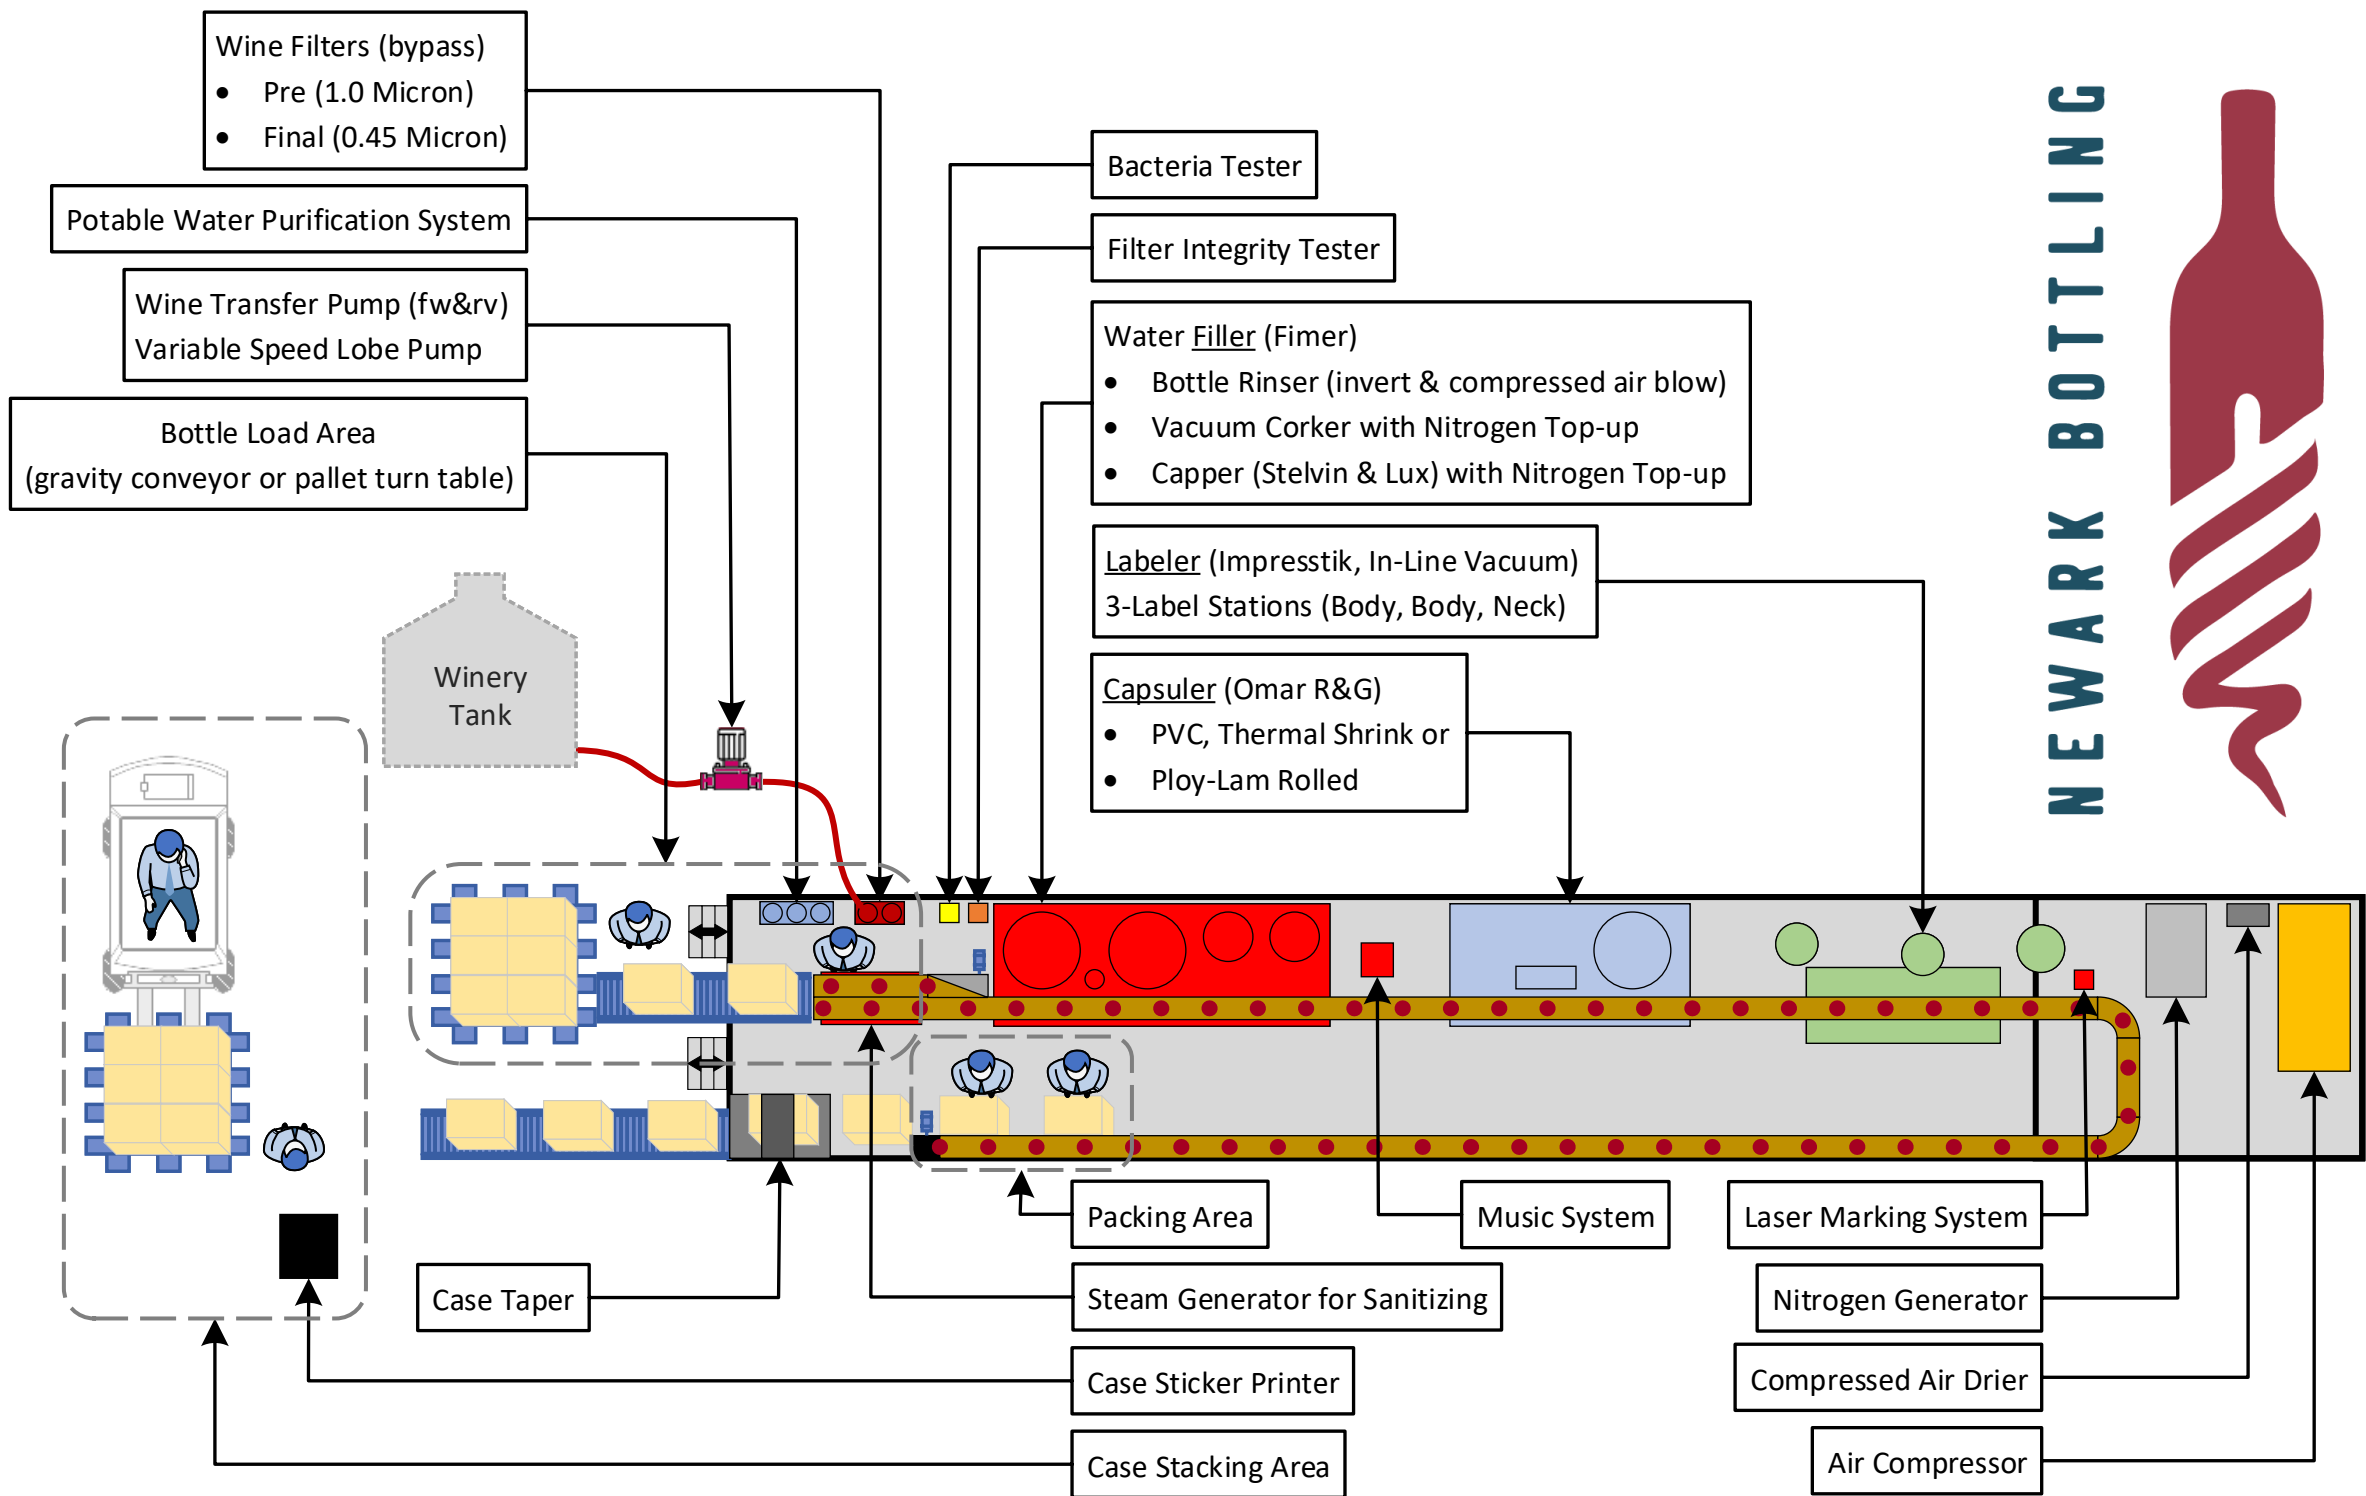 Wine Filters (bypass)
• Pre (1.0 Micron)
• Final (0.45 Micron)
Potable Water Purification System
Wine Transfer Pump (fw&rv)
Variable Speed Lobe Pump
Bottle Load Area
(gravity conveyor or pallet turn table)
Bacteria Tester
Filter Integrity Tester
Water Filler (Fimer)
• Bottle Rinser (invert & compressed air blow)
• Vacuum Corker with Nitrogen Top-up
• Capper (Stelvin & Lux) with Nitrogen Top-up
Labeler (Impresstik, In-Line Vacuum)
3-Label Stations (Body, Body, Neck)
Capsuler (Omar R&G)
• PVC, Thermal Shrink or
• Ploy-Lam Rolled
NEWARK BOTTLING
Winery
Tank
Packing Area
Music System
Laser Marking System
Case Taper
Steam Generator for Sanitizing
Nitrogen Generator
Case Sticker Printer
Compressed Air Drier
Case Stacking Area
Air Compressor